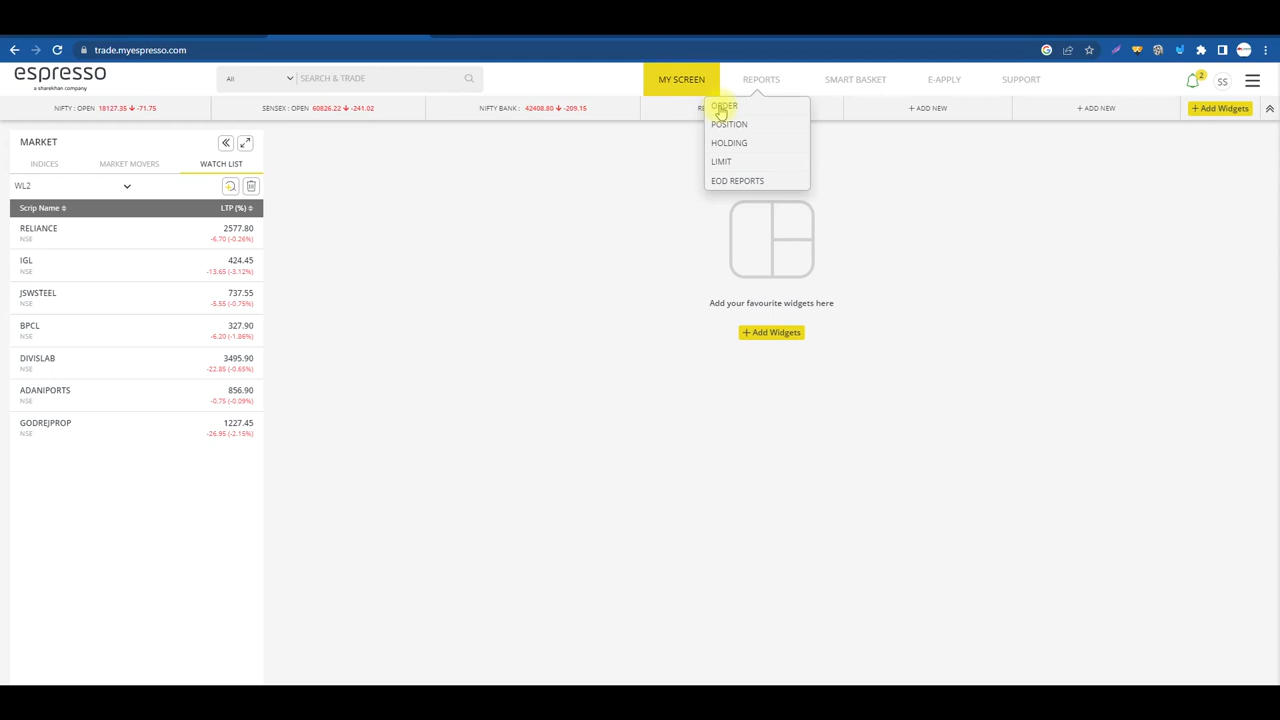 trade.myespresso.com
espresso
a sharekhan company
All
SEARCH & TRADE
MY SCREEN
REPORTS
SMART BASKET
E-APPLY
SUPPORT
2
SS
NIFTY : OPEN 18127.35 -71.75
SENSEX : OPEN 60826.22 -241.02
NIFTY BANK : 42408.80 -209.15
+ ADD NEW
+ ADD NEW
+ Add Widgets
ORDER
POSITION
HOLDING
LIMIT
EOD REPORTS
MARKET
INDICES
MARKET MOVERS
WATCH LIST
WL2
Scrip Name
LTP (%)
RELIANCE 2577.80
NSE -6.70 (-0.26%)
IGL 424.45
NSE -13.65 (-3.12%)
JSWSTEEL 737.55
NSE -5.55 (-0.75%)
BPCL 327.90
NSE -6.20 (-1.86%)
DIVISLAB 3495.90
NSE -22.85 (-0.65%)
ADANIPORTS 856.90
NSE -0.75 (-0.09%)
GODREJPROP 1227.45
NSE -26.95 (-2.15%)
Add your favourite widgets here
+ Add Widgets